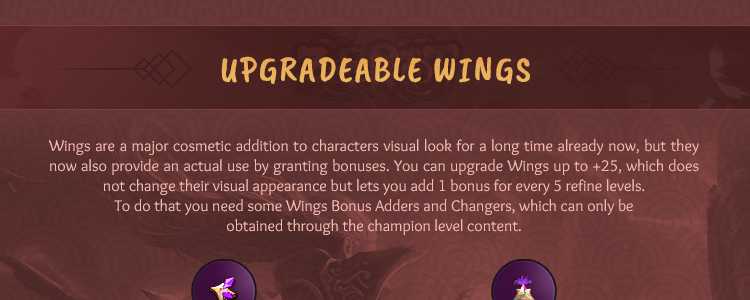 UPGRADEABLE WINGS
Wings are a major cosmetic addition to characters visual look for a long time already now, but they
now also provide an actual use by granting bonuses. You can upgrade Wings up to +25, which does
not change their visual appearance but lets you add 1 bonus for every 5 refine levels.
To do that you need some Wings Bonus Adders and Changers, which can only be
obtained through the champion level content.